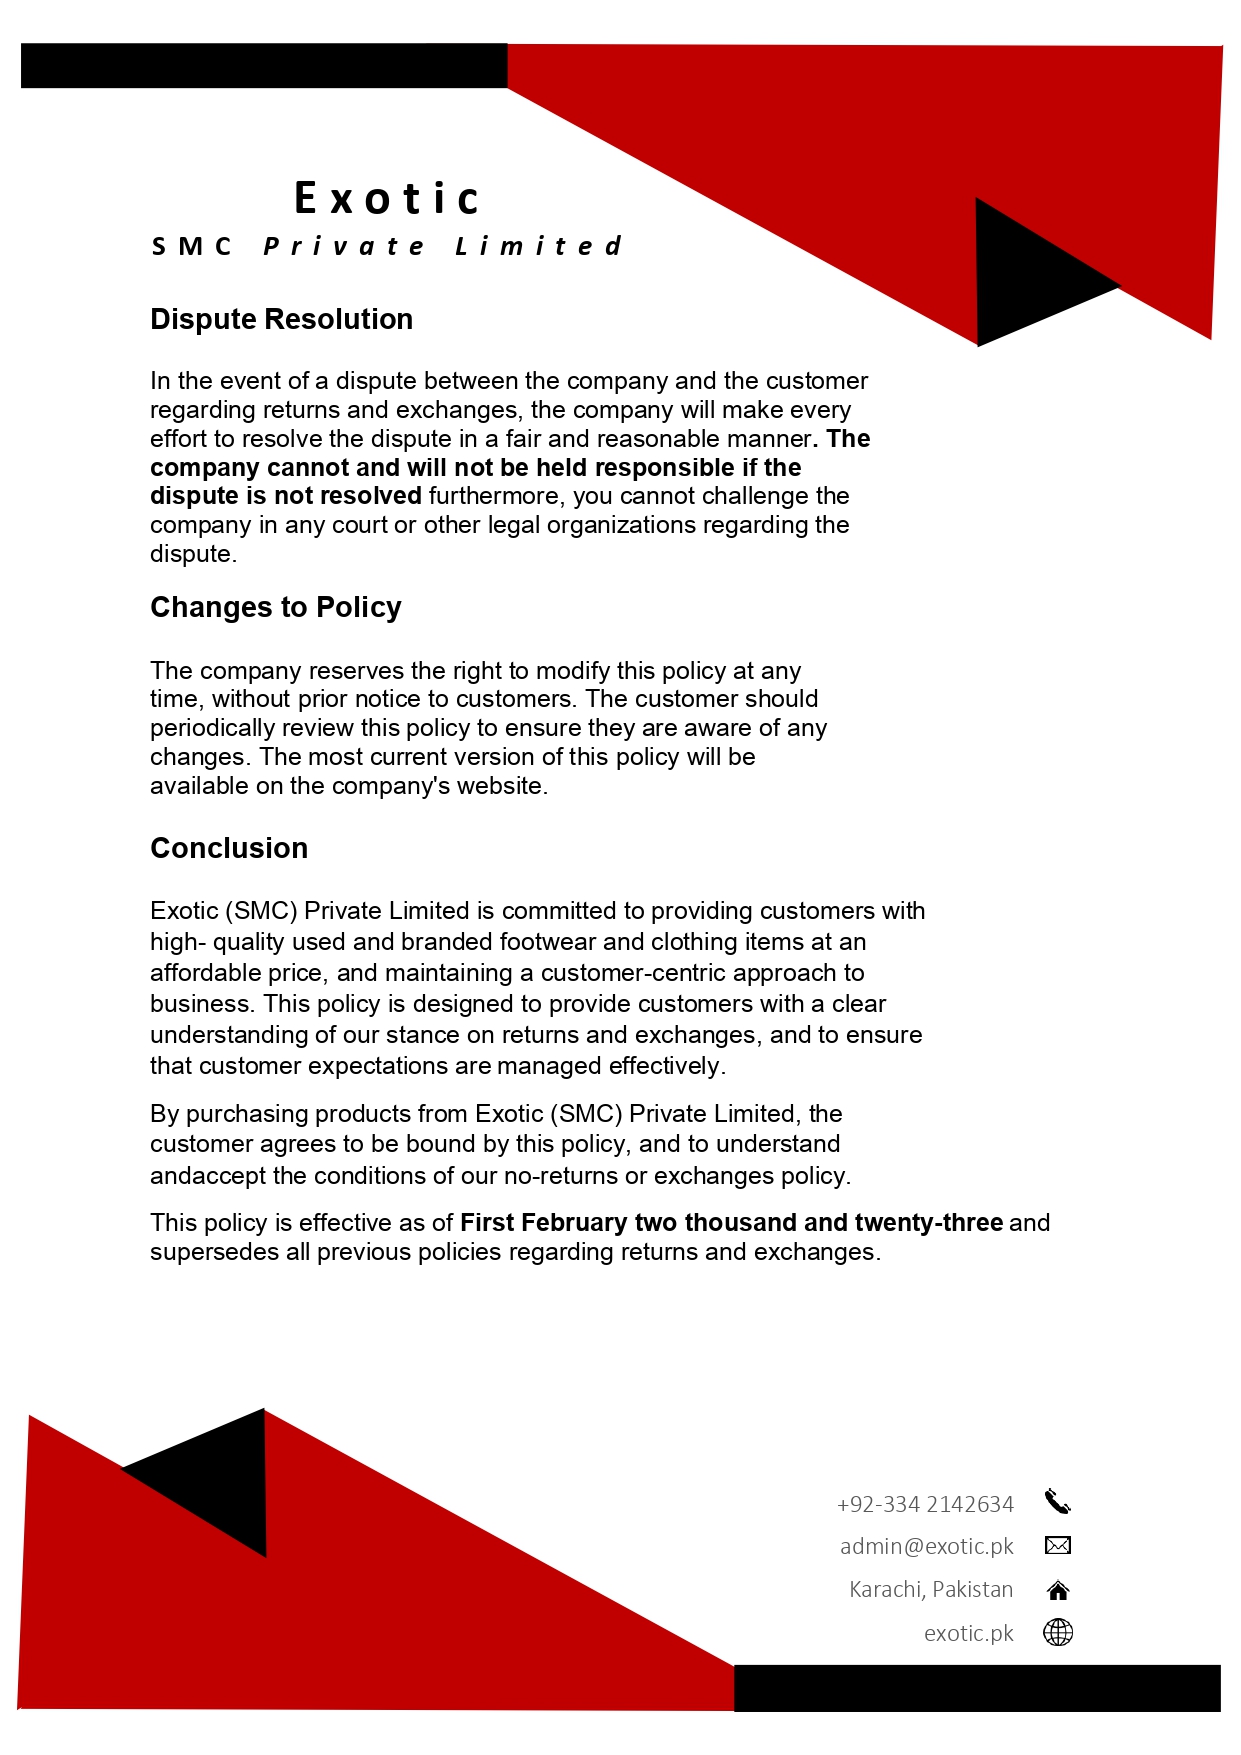 Exotic
SMC Private Limited
Dispute Resolution
In the event of a dispute between the company and the customer
regarding returns and exchanges, the company will make every
effort to resolve the dispute in a fair and reasonable manner. The
company cannot and will not be held responsible if the
dispute is not resolved furthermore, you cannot challenge the
company in any court or other legal organizations regarding the
dispute.
Changes to Policy
The company reserves the right to modify this policy at any
time, without prior notice to customers. The customer should
periodically review this policy to ensure they are aware of any
changes. The most current version of this policy will be
available on the company's website.
Conclusion
Exotic (SMC) Private Limited is committed to providing customers with
high- quality used and branded footwear and clothing items at an
affordable price, and maintaining a customer-centric approach to
business. This policy is designed to provide customers with a clear
understanding of our stance on returns and exchanges, and to ensure
that customer expectations are managed effectively.
By purchasing products from Exotic (SMC) Private Limited, the
customer agrees to be bound by this policy, and to understand
andaccept the conditions of our no-returns or exchanges policy.
This policy is effective as of First February two thousand and twenty-three and
supersedes all previous policies regarding returns and exchanges.
+92-334 2142634
admin@exotic.pk
Karachi, Pakistan
exotic.pk